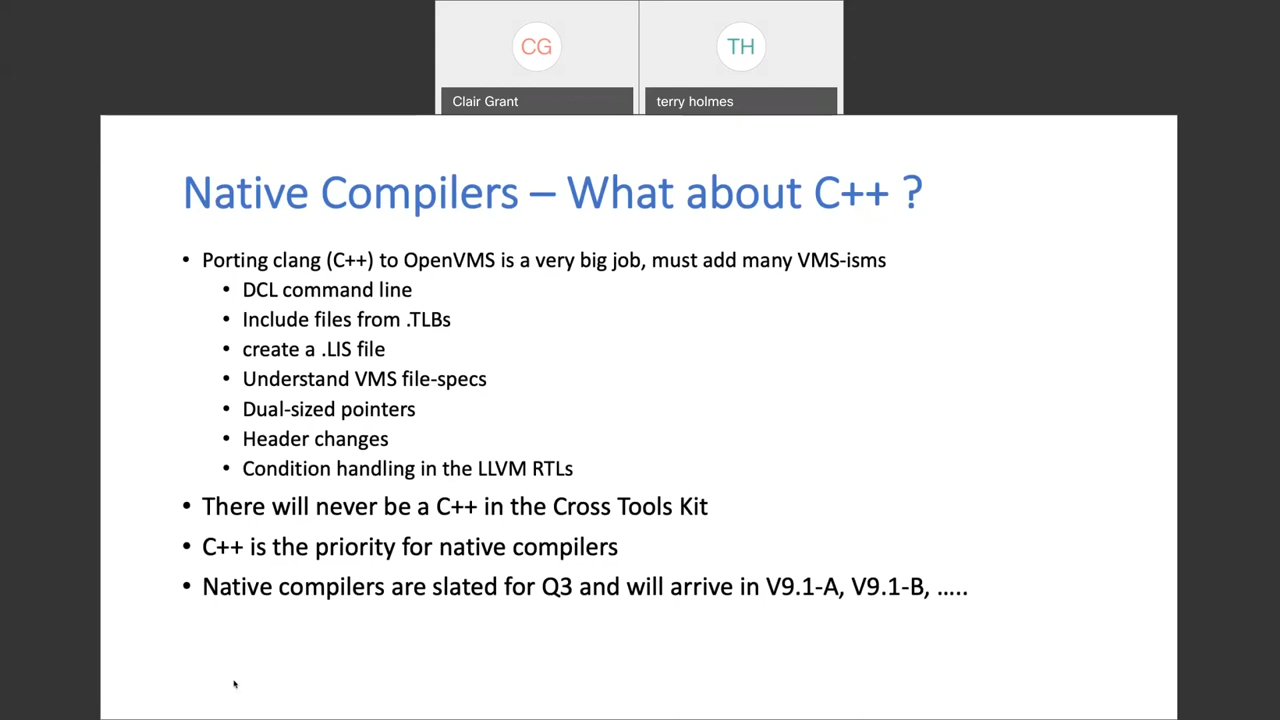 CG
TH
Clair Grant
terry holmes
Native Compilers – What about C++ ?
• Porting clang (C++) to OpenVMS is a very big job, must add many VMS-isms
• DCL command line
• Include files from .TLBs
• create a .LIS file
• Understand VMS file-specs
• Dual-sized pointers
• Header changes
• Condition handling in the LLVM RTLs
• There will never be a C++ in the Cross Tools Kit
• C++ is the priority for native compilers
• Native compilers are slated for Q3 and will arrive in V9.1-A, V9.1-B, …..